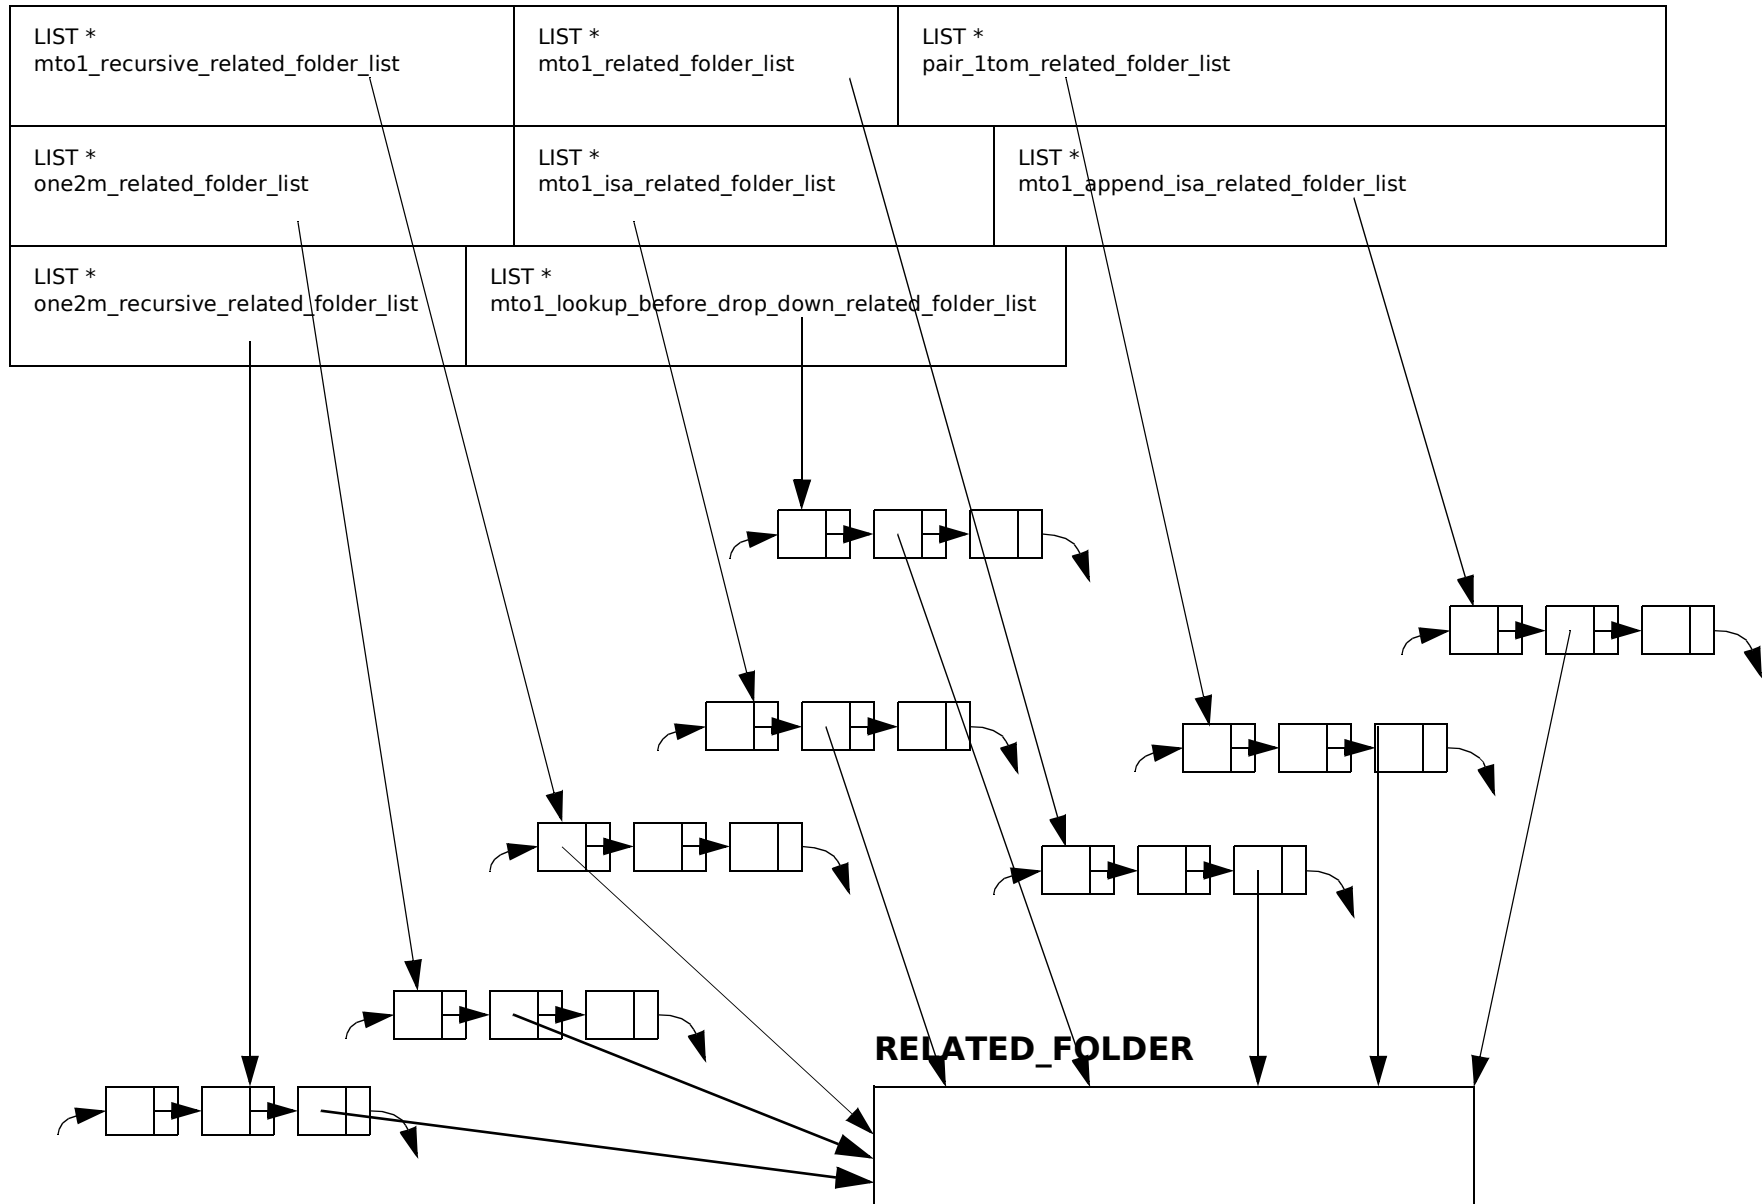 LIST *
mto1_recursive_related_folder_list
LIST *
mto1_related_folder_list
LIST *
pair_1tom_related_folder_list
LIST *
one2m_related_folder_list
LIST *
mto1_isa_related_folder_list
LIST *
mto1_append_isa_related_folder_list
LIST *
one2m_recursive_related_folder_list
LIST *
mto1_lookup_before_drop_down_related_folder_list
RELATED_FOLDER